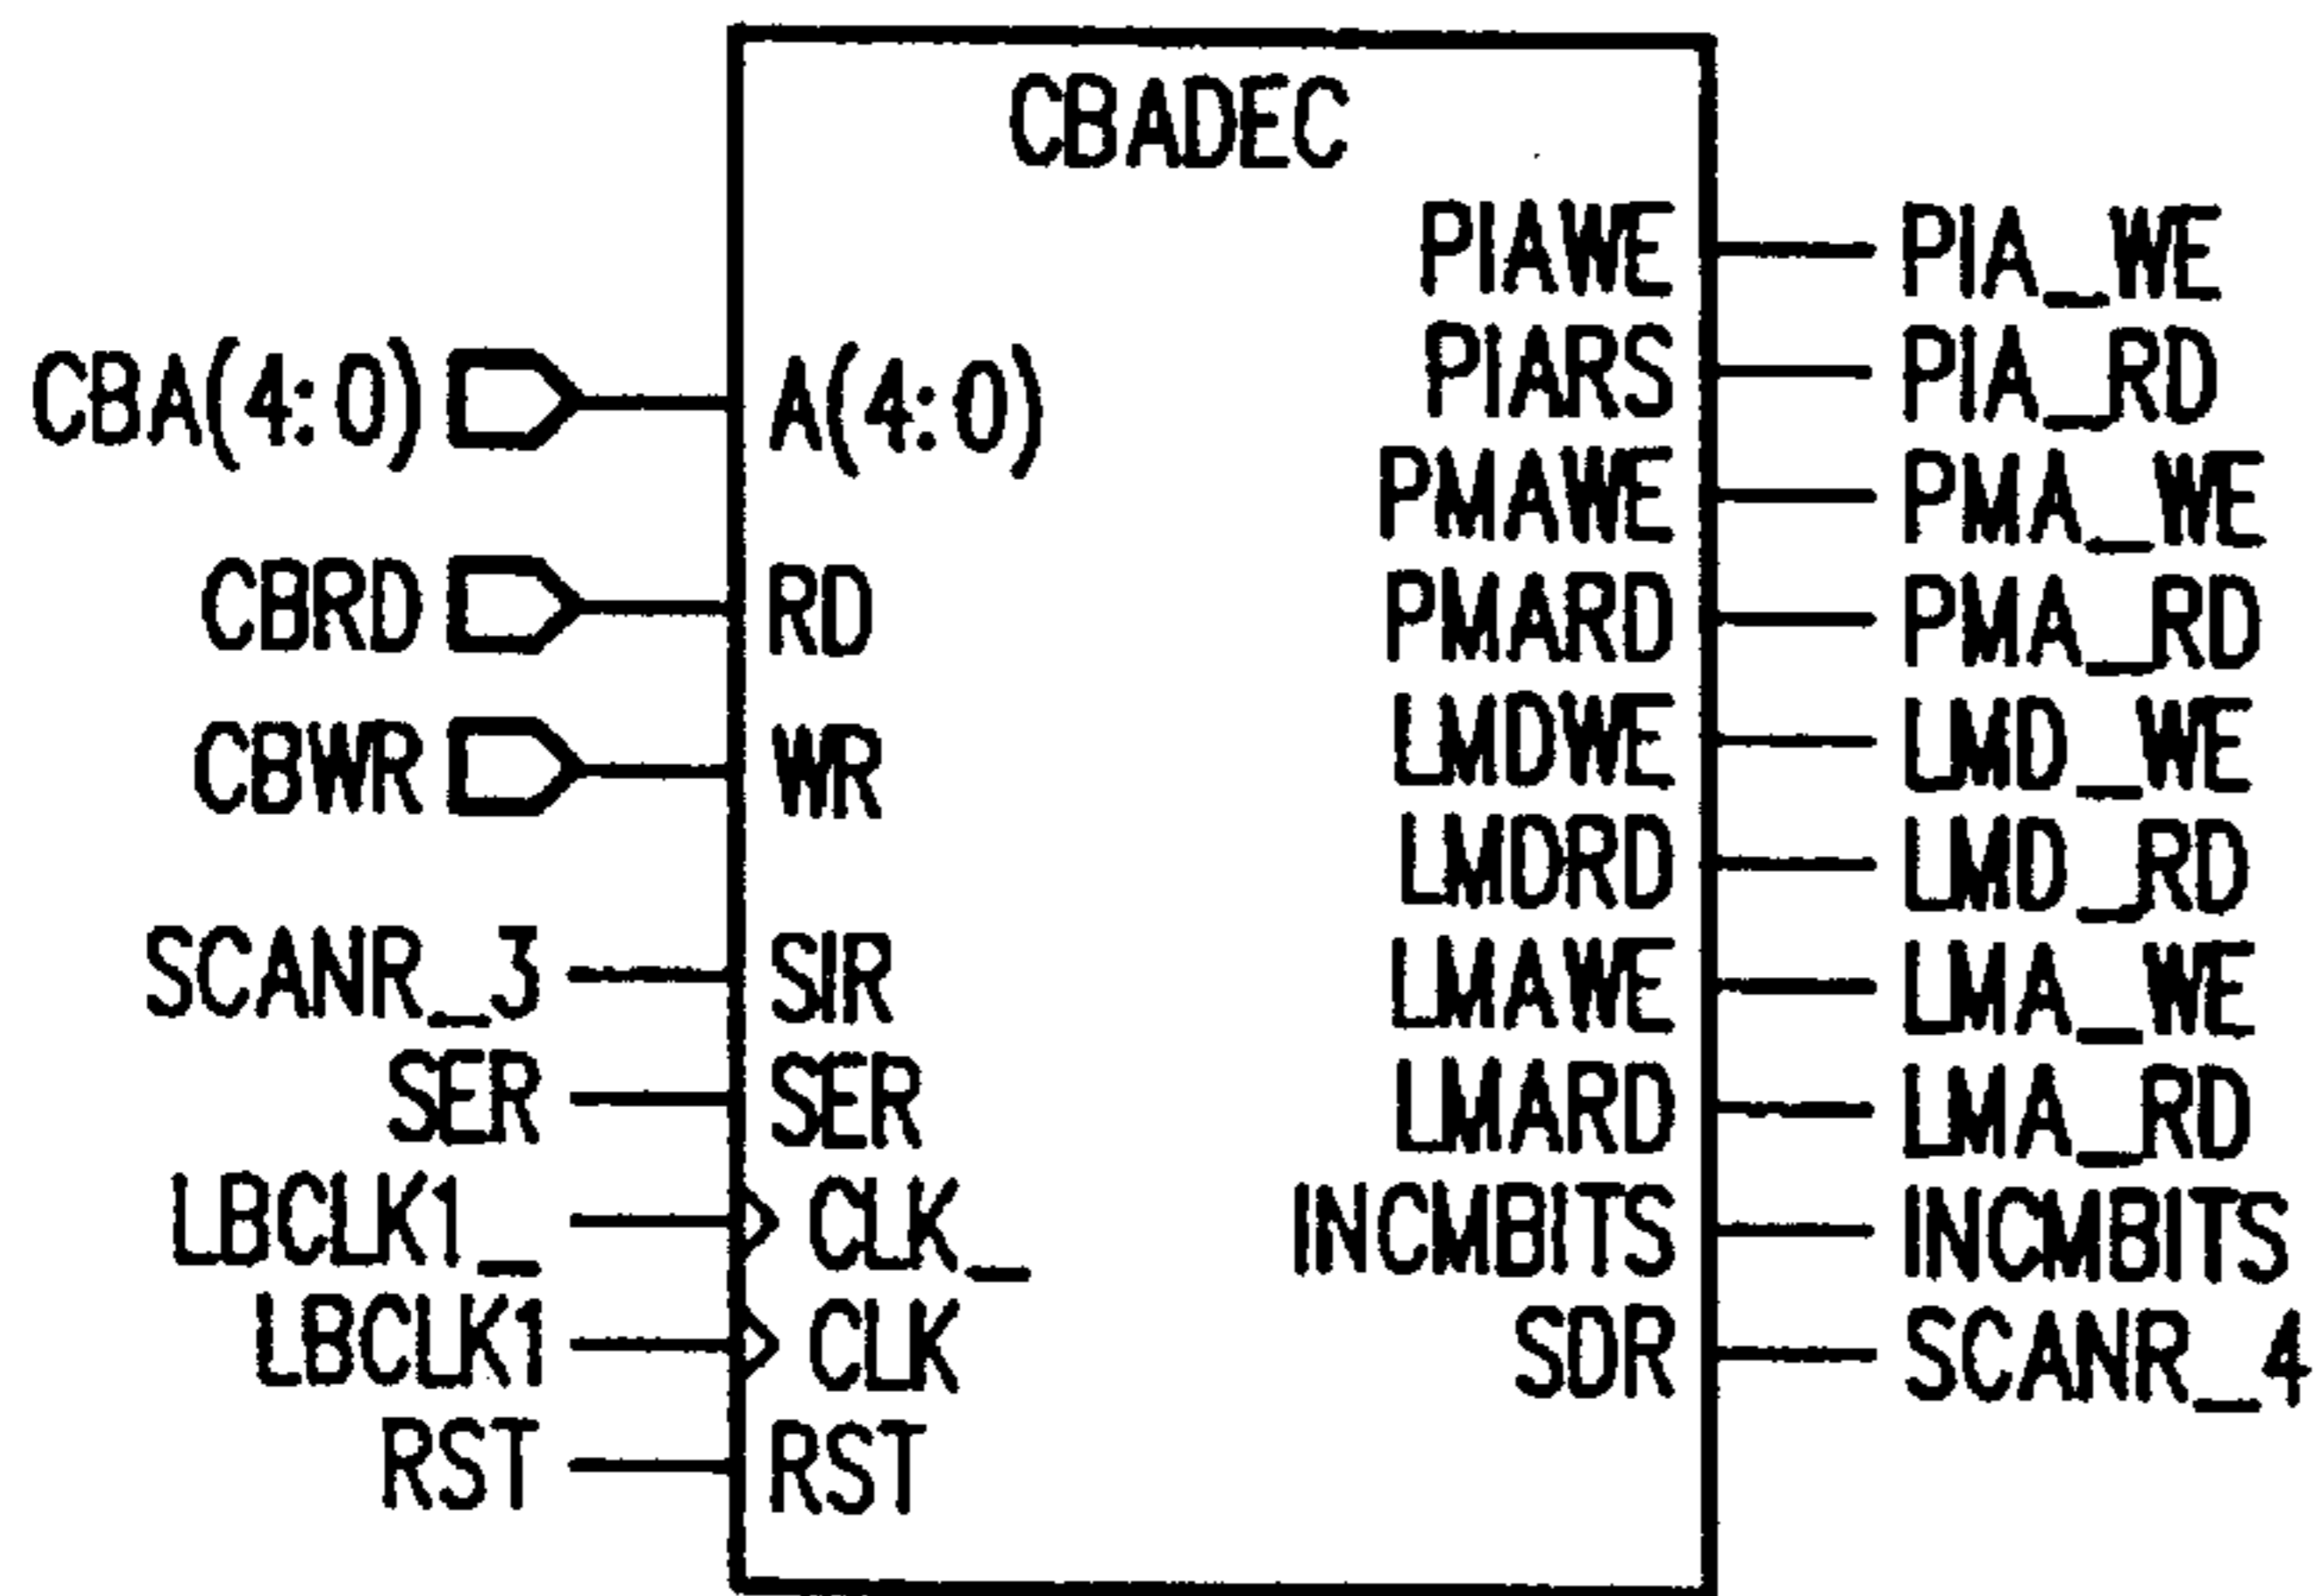 CBADEC
PIAWE PIA_WE
CBA(4:0) A(4:0) PIARS PIA_RD
PMAWE PMA_WE
CBRD RD PMARD PMA_RD
CBWR WR LMDWE LMD_WE
LMDRD LMD_RD
SCANR_3 SIR LMAWE LMA_WE
SER SER LMARD LMA_RD
LBCLK1_ CLK_ INCMBITS INCMBITS
LBCLK1 CLK SDR SCANR_4
RST RST